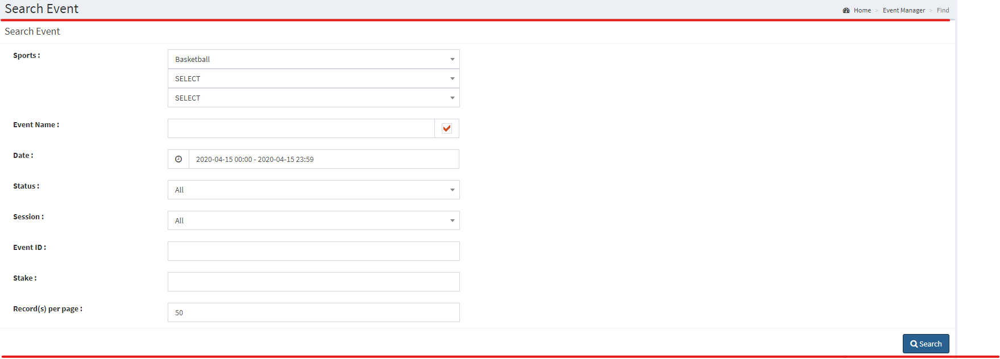 Search Event
Home > Event Manager > Find
Search Event
Sports :
Basketball
SELECT
SELECT
Event Name :
Date :
2020-04-15 00:00 - 2020-04-15 23:59
Status :
All
Session :
All
Event ID :
Stake :
Record(s) per page :
50
Search